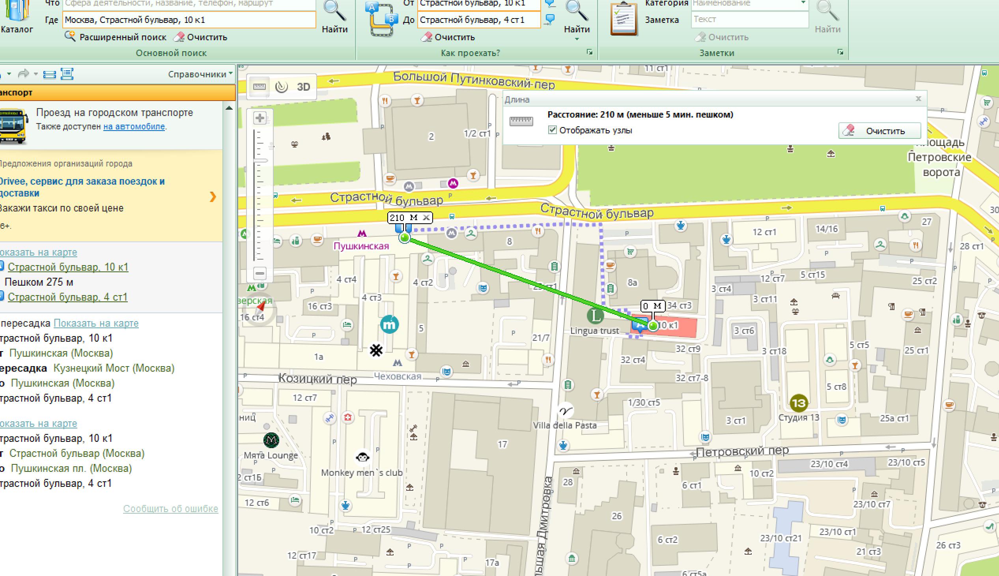 Что Сфера деятельности, название, телефон, маршрут
Где Москва, Страстной бульвар, 10 к1
Каталог
Найти
Расширенный поиск Очистить
Основной поиск
От Страстной бульвар, 10 к1
До Страстной бульвар, 4 ст1
Найти
Очистить
Как проехать?
Категория Наименование
Заметка Текст
Найти
Очистить
Заметки
Справочники
анспорт
Проезд на городском транспорте
Также доступен на автомобиле.
Предложения организаций города
Drivee, сервис для заказа поездок и
доставки
Закажи такси по своей цене
6+.
оказать на карте
Страстной бульвар, 10 к1
Пешком 275 м
Страстной бульвар, 4 ст1
пересадка Показать на карте
трастной бульвар, 10 к1
т Пушкинская (Москва)
ересадка Кузнецкий Мост (Москва)
о Пушкинская (Москва)
трастной бульвар, 4 ст1
оказать на карте
трастной бульвар, 10 к1
т Страстной бульвар (Москва)
о Пушкинская пл. (Москва)
трастной бульвар, 4 ст1
Сообщить об ошибке
3D
Большой Путинковский пер
11 ст1
Длина
Расстояние: 210 м (меньше 5 мин. пешком)
Отображать узлы
Очистить
2
1/2 ст1
площадь
Петровские
ворота
Страстной бульвар
Страстной бульвар
30
210 м
27
12 ст1
14/16
8
Пушкинская
28 ст1
4 ст4
4 ст2
8а
12 ст7
5 ст15
25 ст2
3 ст4
4 ст3
3 ст11
верская
16 ст3
0 м
34 ст3
16 ст4
m
L
Lingua trust
A
10 к1
5
3 ст6
21/7
32 ст9
3 ст18
5 ст5
25 ст1
1а
32 ст4
Козицкий пер
Чеховская
32 ст7-8
5 ст8
12 ст7
1/30 ст5
13
Студия 13
ниц
3 ст1
25а ст1
Villa della Pasta
17
Мята Lounge
Петровский пер
23/10 ст4
23/10 ст5
Monkey men`s club
2 ст1Б
28
6 ст1
10 ст2
12 ст6
23/10 ст7
26
10 ст2
12 ст25
6 ст2
23/10 ст21
23/10 ст1
26 ст3
12 ст17
17а
21 ст3
льшая Дмитровка
6 ст5а